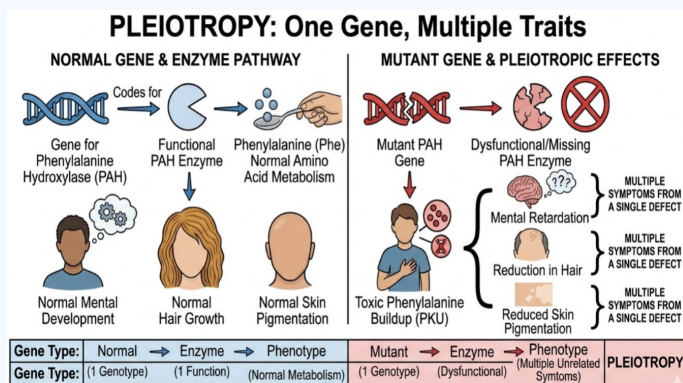 PLEIOTROPY: One Gene, Multiple Traits
NORMAL GENE & ENZYME PATHWAY
Codes for
Gene for
Phenylalanine
Hydroxylase (PAH)
Functional
PAH Enzyme
Phenylalanine (Phe)
Normal Amino
Acid Metabolism
Normal Mental
Development
Normal
Hair Growth
Normal Skin
Pigmentation
MUTANT GENE & PLEIOTROPIC EFFECTS
Mutant PAH
Gene
Dysfunctional/Missing
PAH Enzyme
Toxic Phenylalanine
Buildup (PKU)
???
Mental Retardation
MULTIPLE
SYMPTOMS FROM
A SINGLE DEFECT
Reduction in Hair
MULTIPLE
SYMPTOMS FROM
A SINGLE DEFECT
Reduced Skin
Pigmentation
MULTIPLE
SYMPTOMS FROM
A SINGLE DEFECT
Gene Type: Normal Enzyme Phenotype
Gene Type: (1 Genotype) (1 Function) (Normal Metabolism)
Mutant Enzyme Phenotype
(1 Genotype) (Dysfunctional) (Multiple Unrelated
Symtoms)
PLEIOTROPY